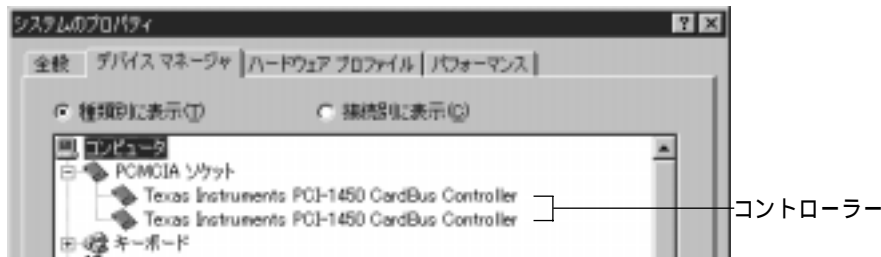 システムのプロパティ
全般 デバイス マネージャ ハードウェア プロファイル パフォーマンス
種類別に表示(T) 接続別に表示(C)
コンピュータ
PCMCIA ソケット
Texas Instruments PCI-1450 CardBus Controller
Texas Instruments PCI-1450 CardBus Controller
コントローラー
キーボード